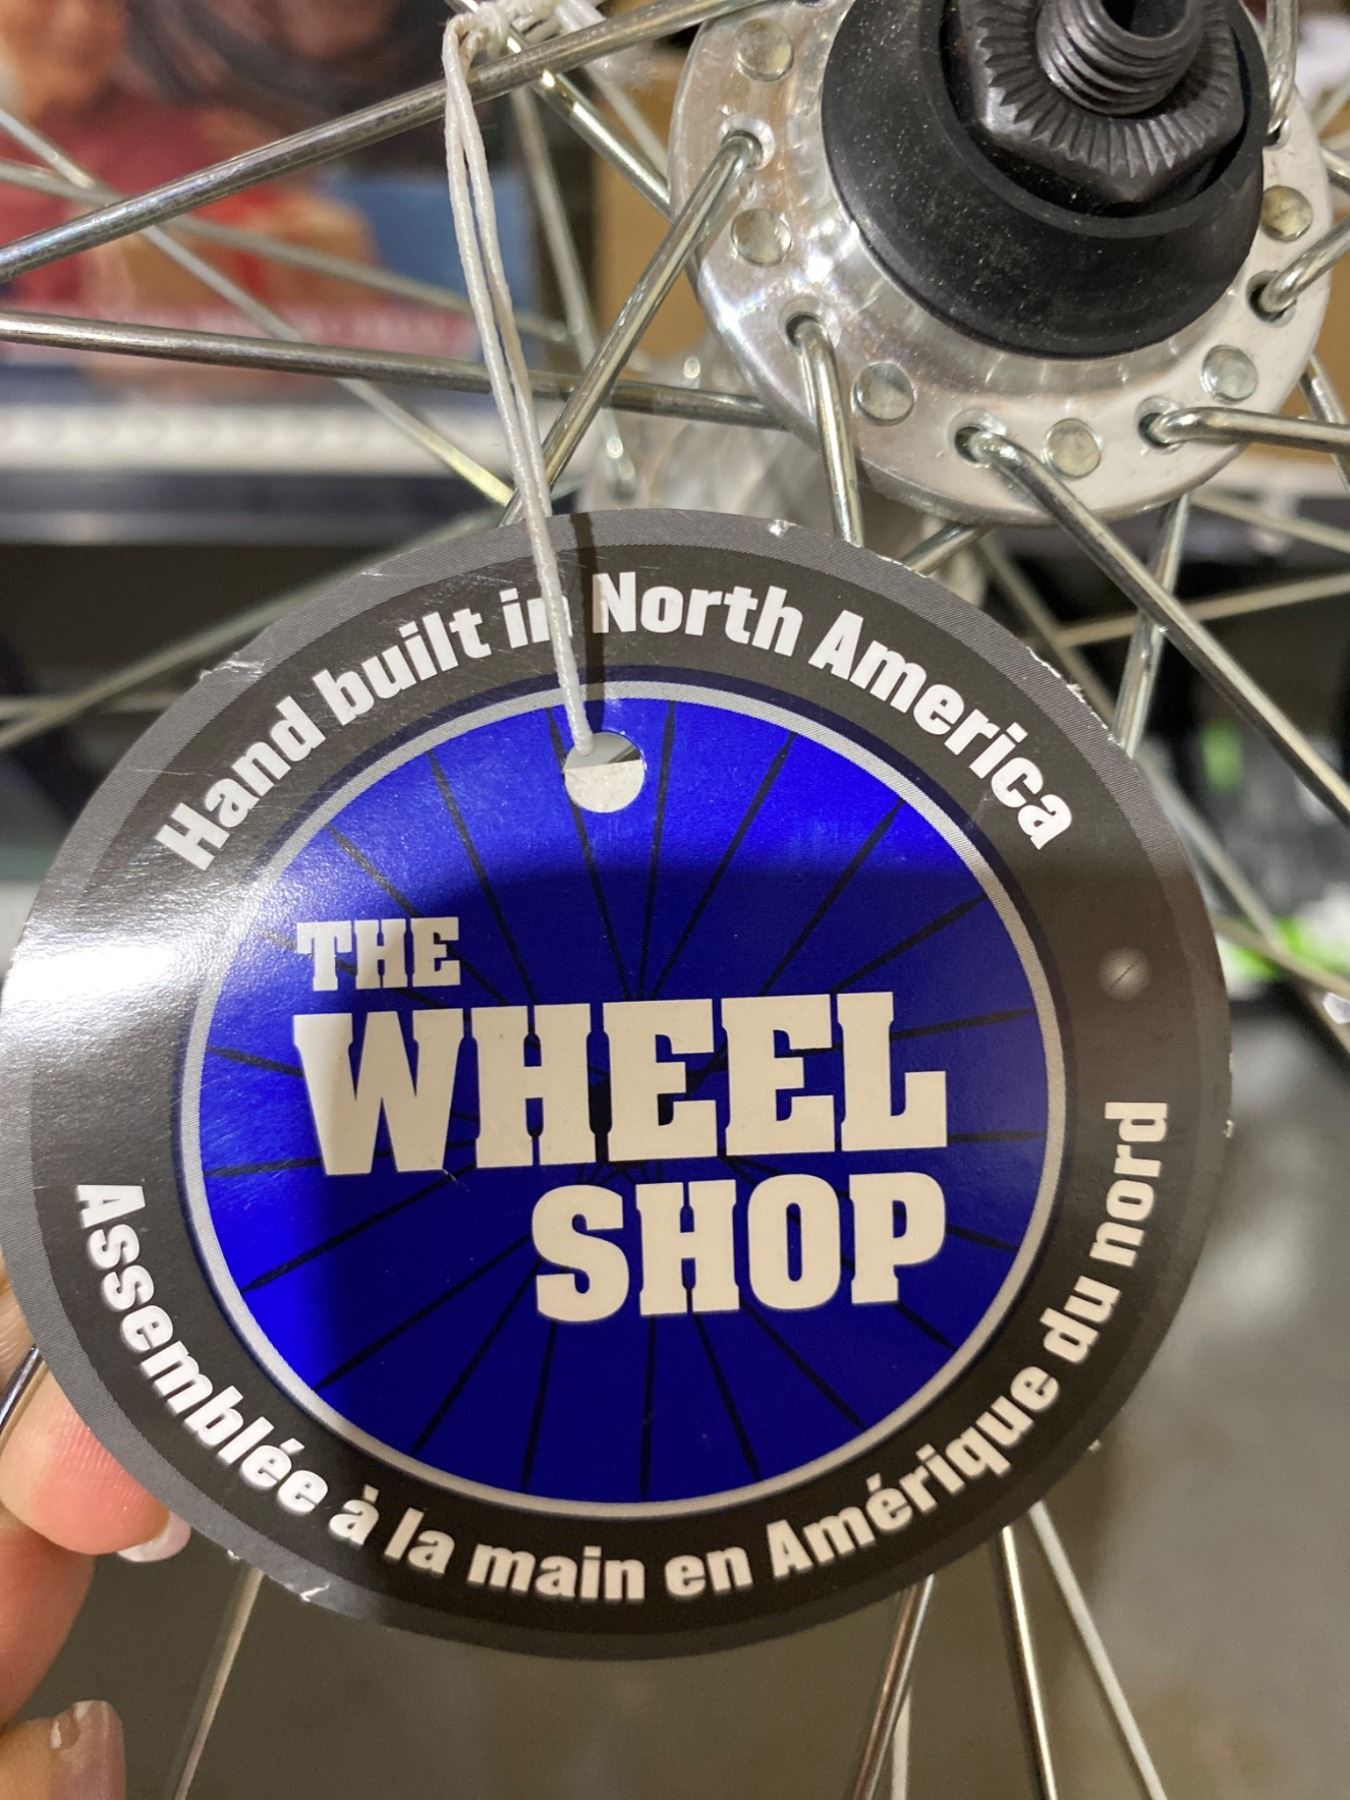 Hand built in North America
THE
WHEEL
SHOP
Assemblée à la main en Amérique du nord